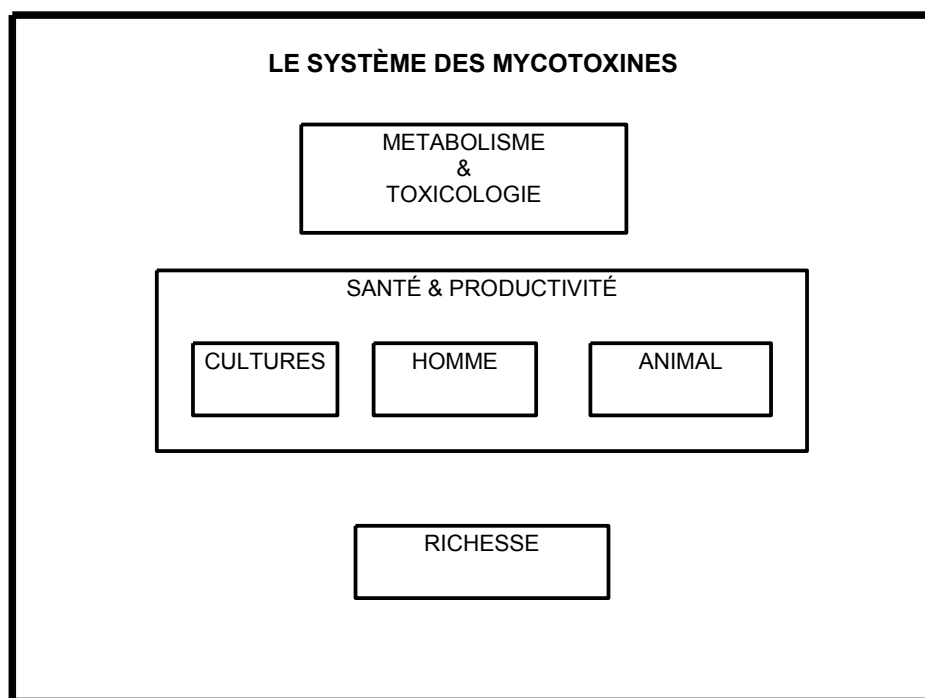 LE SYSTÈME DES MYCOTOXINES
METABOLISME
&
TOXICOLOGIE
SANTÉ & PRODUCTIVITÉ
CULTURES
HOMME
ANIMAL
RICHESSE